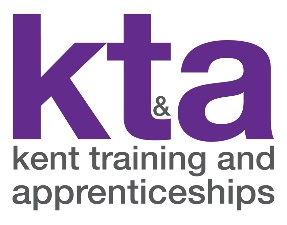 kt&a
kent training and
apprenticeships